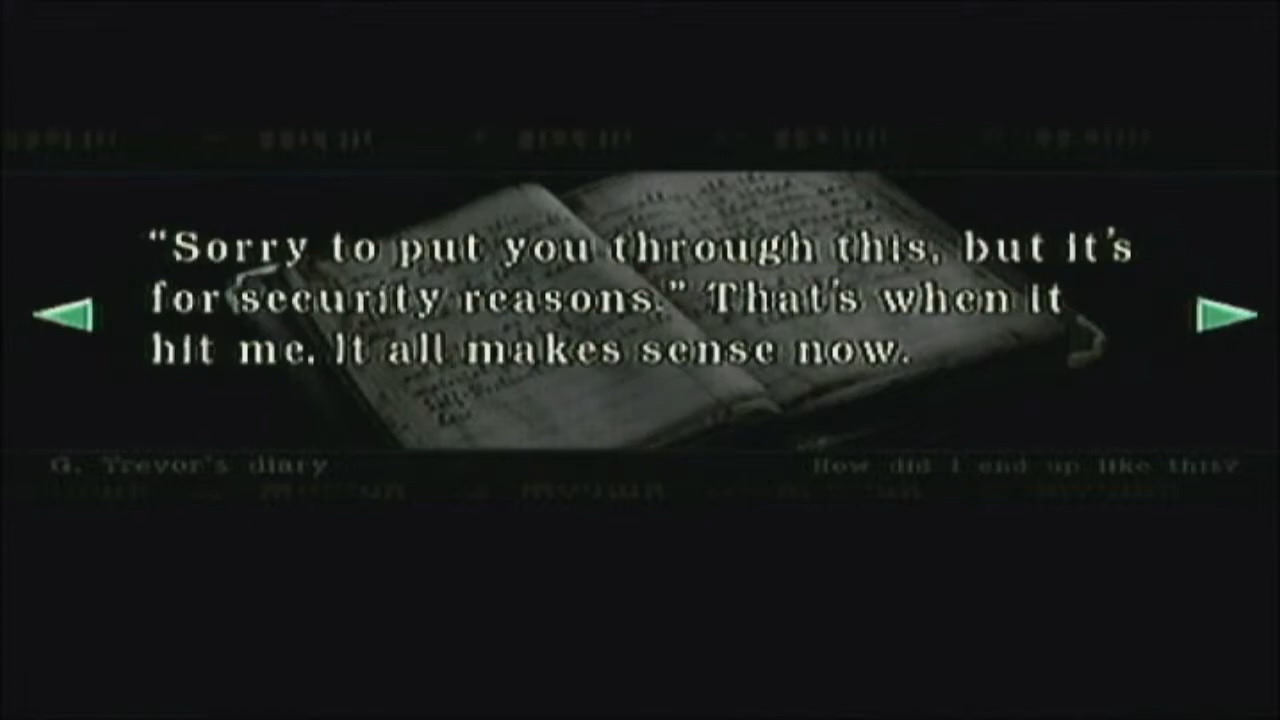 “Sorry to put you through this, but it's
for security reasons.” That's when it
hit me. It all makes sense now.
G. Trevor's diary
How did I end up like this?